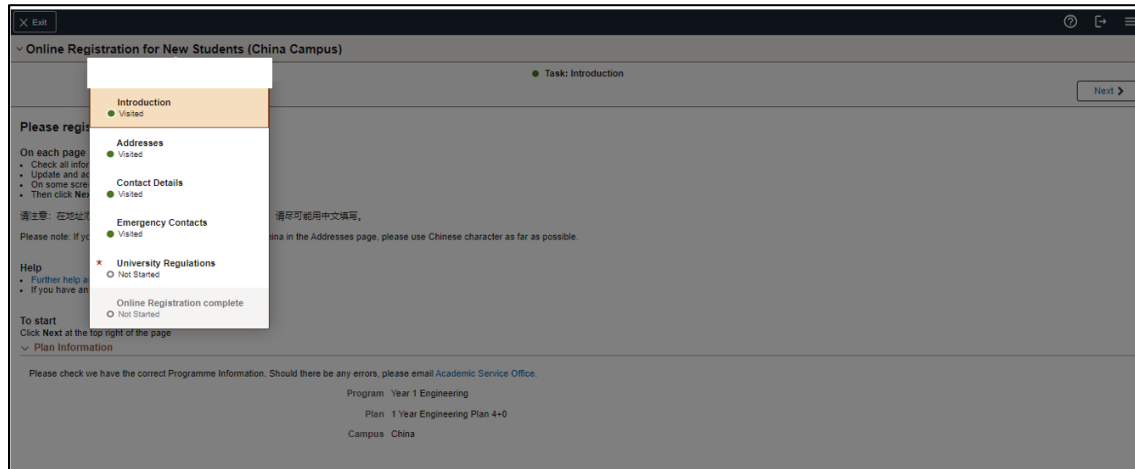 Exit
Online Registration for New Students (China Campus)
Task: Introduction
Next
Introduction
Visited
Addresses
Visited
Contact Details
Visited
Emergency Contacts
Visited
* University Regulations
Not Started
Online Registration complete
Not Started
Please regis
On each page
• Check all infor
• Update and ac
• On some scre
• Then click Nex
请注意：在地址
请尽可能用中文填写。
Please note: If yo
ina in the Addresses page, please use Chinese character as far as possible.
Help
• Further help a
• If you have an
To start
Click Next at the top right of the page
Plan Information
Please check we have the correct Programme Information. Should there be any errors, please email Academic Service Office.
Program Year 1 Engineering
Plan 1 Year Engineering Plan 4+0
Campus China